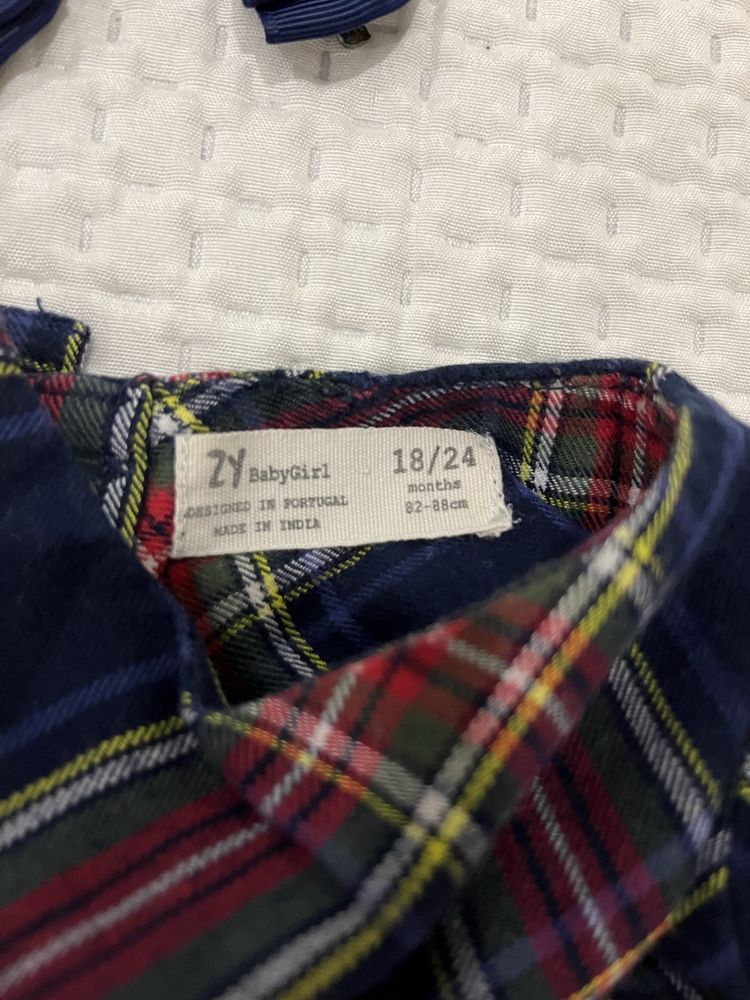 ZY BabyGirl 18/24
months
DESIGNED IN PORTUGAL 82-88cm
MADE IN INDIA